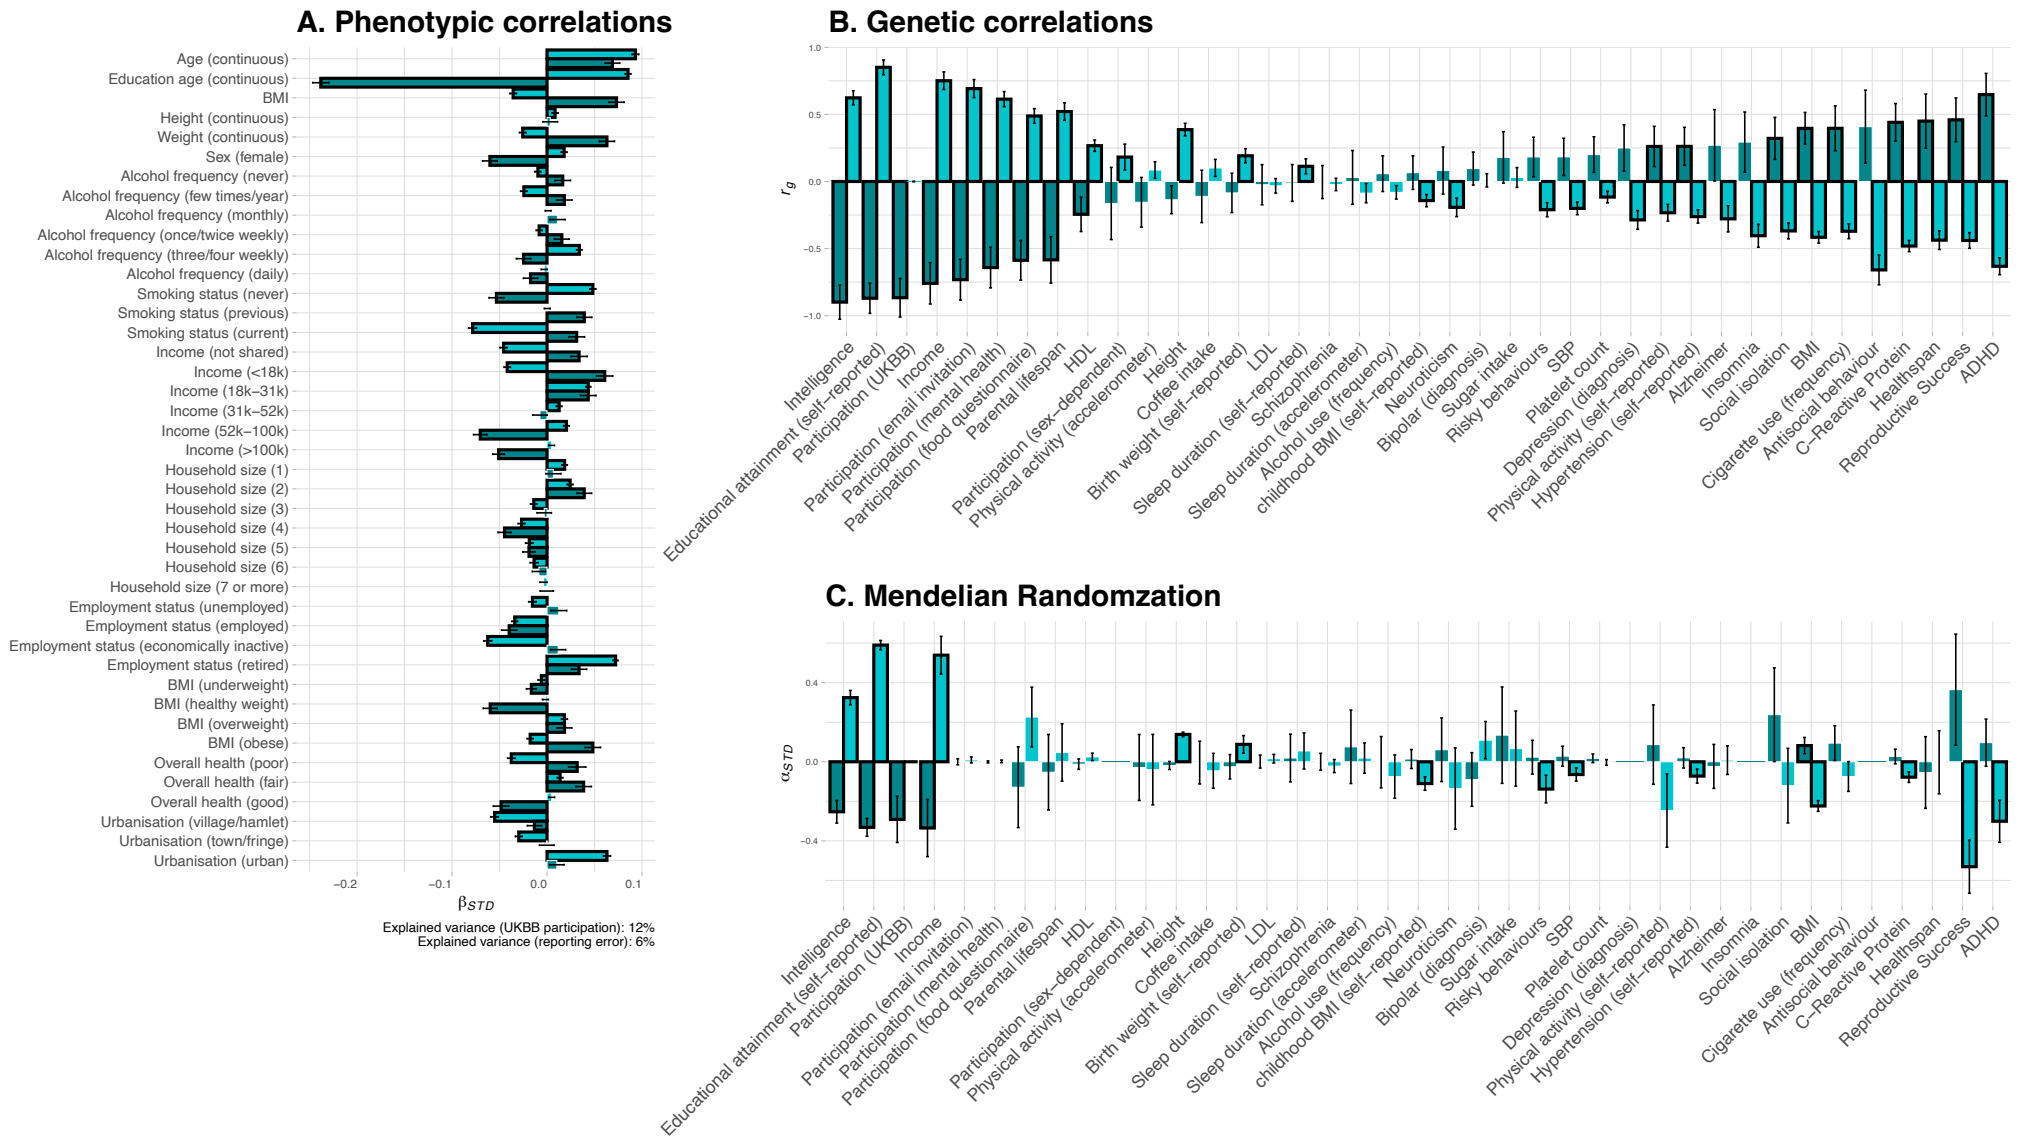 A. Phenotypic correlations
Age (continuous)
Education age (continuous)
BMI
Height (continuous)
Weight (continuous)
Sex (female)
Alcohol frequency (never)
Alcohol frequency (few times/year)
Alcohol frequency (monthly)
Alcohol frequency (once/twice weekly)
Alcohol frequency (three/four weekly)
Alcohol frequency (daily)
Smoking status (never)
Smoking status (previous)
Smoking status (current)
Income (not shared)
Income (<18k)
Income (18k−31k)
Income (31k−52k)
Income (52k−100k)
Income (>100k)
Household size (1)
Household size (2)
Household size (3)
Household size (4)
Household size (5)
Household size (6)
Household size (7 or more)
Employment status (unemployed)
Employment status (employed)
Employment status (economically inactive)
Employment status (retired)
BMI (underweight)
BMI (healthy weight)
BMI (overweight)
BMI (obese)
Overall health (poor)
Overall health (fair)
Overall health (good)
Urbanisation (village/hamlet)
Urbanisation (town/fringe)
Urbanisation (urban)
−0.2 −0.1 0.0 0.1
βSTD
Explained variance (UKBB participation): 12%
Explained variance (reporting error): 6%
B. Genetic correlations
1.0
0.5
0.0
−0.5
−1.0
rg
Intelligence
Educational attainment (self−reported)
Participation (UKBB)
Income
Participation (email invitation)
Participation (mental health)
Participation (food questionnaire)
Parental lifespan
HDL
Participation (sex−dependent)
Physical activity (accelerometer)
Height
Coffee intake
Birth weight (self−reported)
LDL
Sleep duration (self−reported)
Schizophrenia
Sleep duration (accelerometer)
Alcohol use (frequency)
childhood BMI (self−reported)
Neuroticism
Bipolar (diagnosis)
Sugar intake
Risky behaviours
SBP
Platelet count
Depression (diagnosis)
Physical activity (self−reported)
Hypertension (self−reported)
Alzheimer
Insomnia
Social isolation
BMI
Cigarette use (frequency)
Antisocial behaviour
C−Reactive Protein
Healthspan
Reproductive Success
ADHD
C. Mendelian Randomzation
0.4
0.0
−0.4
αSTD
Intelligence
Educational attainment (self−reported)
Participation (UKBB)
Income
Participation (email invitation)
Participation (mental health)
Participation (food questionnaire)
Parental lifespan
HDL
Participation (sex−dependent)
Physical activity (accelerometer)
Height
Coffee intake
Birth weight (self−reported)
LDL
Sleep duration (self−reported)
Schizophrenia
Sleep duration (accelerometer)
Alcohol use (frequency)
childhood BMI (self−reported)
Neuroticism
Bipolar (diagnosis)
Sugar intake
Risky behaviours
SBP
Platelet count
Depression (diagnosis)
Physical activity (self−reported)
Hypertension (self−reported)
Alzheimer
Insomnia
Social isolation
BMI
Cigarette use (frequency)
Antisocial behaviour
C−Reactive Protein
Healthspan
Reproductive Success
ADHD